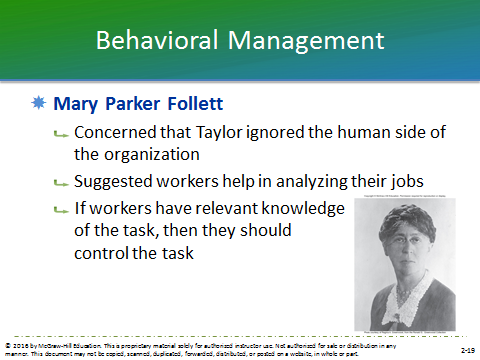 Behavioral Management
Mary Parker Follett
Concerned that Taylor ignored the human side of
the organization
Suggested workers help in analyzing their jobs
If workers have relevant knowledge
of the task, then they should
control the task
© 2016 by McGraw-Hill Education. This is proprietary material solely for authorized instructor use. Not authorized for sale or distribution in any
manner. This document may not be copied, scanned, duplicated, forwarded, distributed, or posted on a website, in whole or part.
2-19